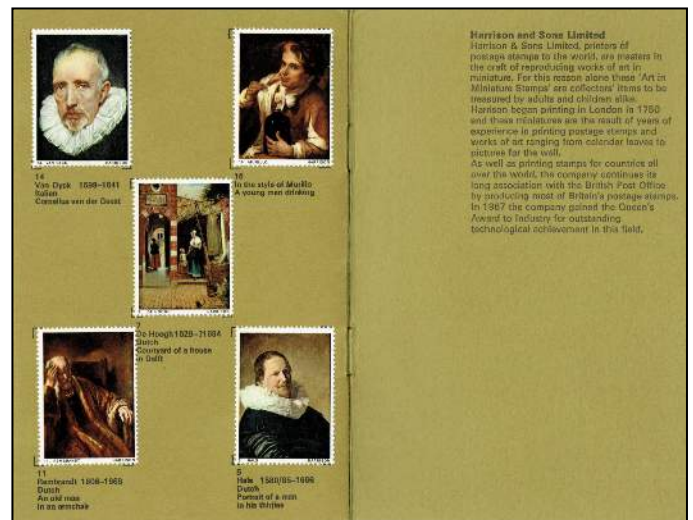 14
Van Dyck 1599-1641
Italian
Cornelius van der Geest
16
In the style of Murillo
A young man drinking
De Hoogh 1629-?1684
Dutch
Courtyard of a house
in Delft
11
Rembrandt
Dutch
An old man
in an armchair
5
Hals 1580/85-1666
Dutch
Portrait of a man
in his thirties
Harrison and Sons Limited
Harrison & Sons Limited, printers of
postage stamps to the world, are masters in
the craft of reproducing works of art in
miniature. For this reason alone these 'Art in
Miniature Stamps' are collectors' items to be
treasured by adults and children alike.
Harrison began printing in London in 1750
and these miniatures are the result of years of
experience in printing postage stamps and
works of art ranging from calendar leaves to
pictures for the wall.
As well as printing stamps for countries all
over the world, the company continues its
long association with the British Post Office
by producing most of Britain's postage stamps.
In 1967 the company gained the Queen's
Award to Industry for outstanding
technological achievement in this field.